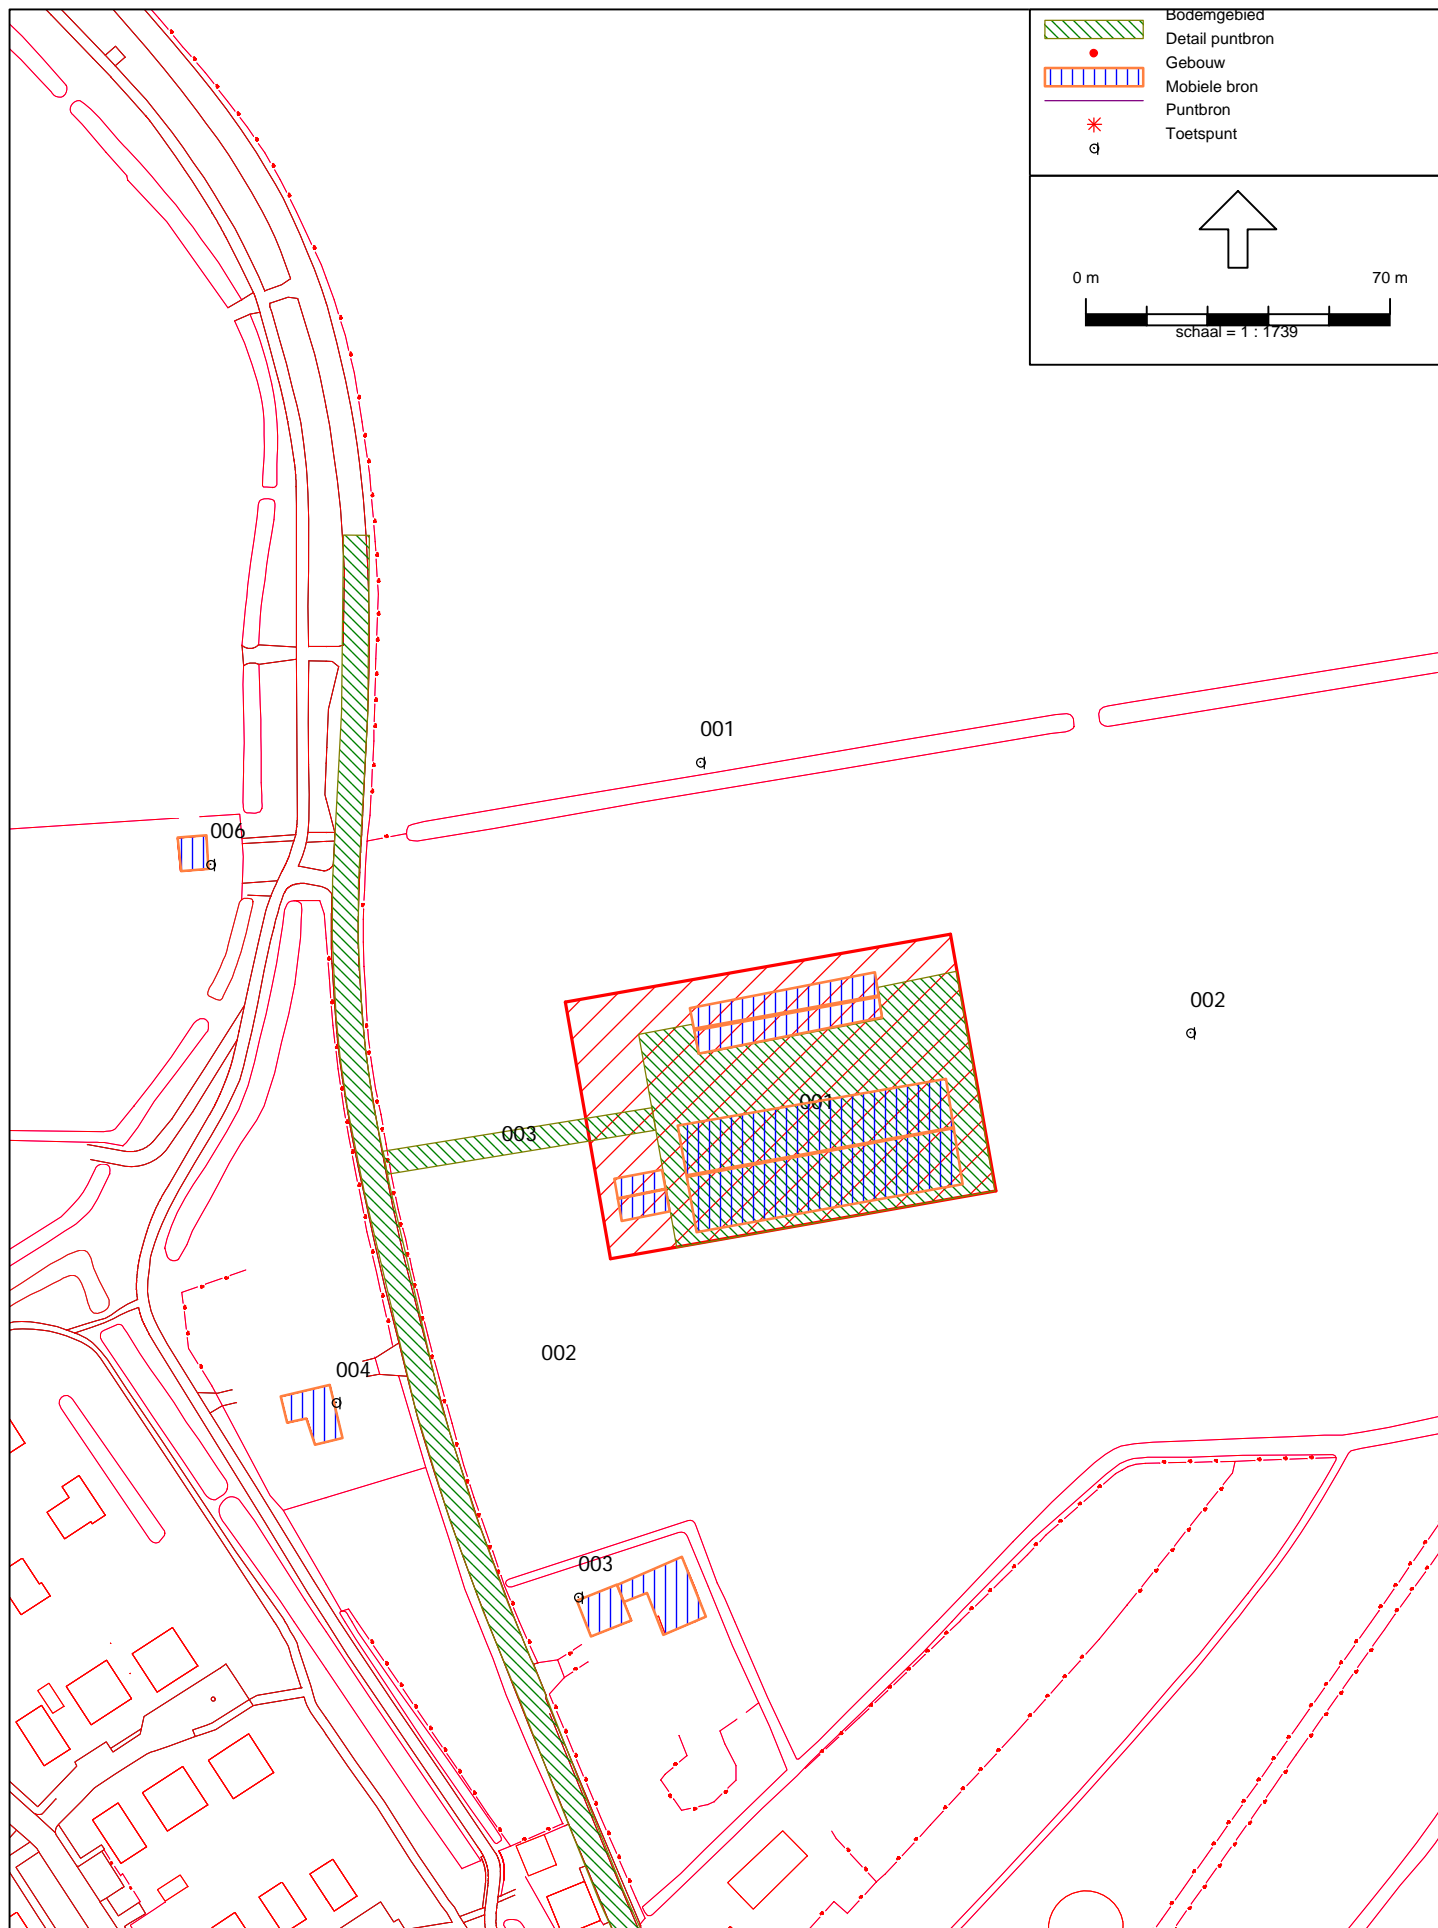 Bodemgebied
Detail puntbron
Gebouw
Mobiele bron
Puntbron
Toetspunt
0 m 70 m
schaal = 1 : 1739
001
006
002
001
003
002
004
003